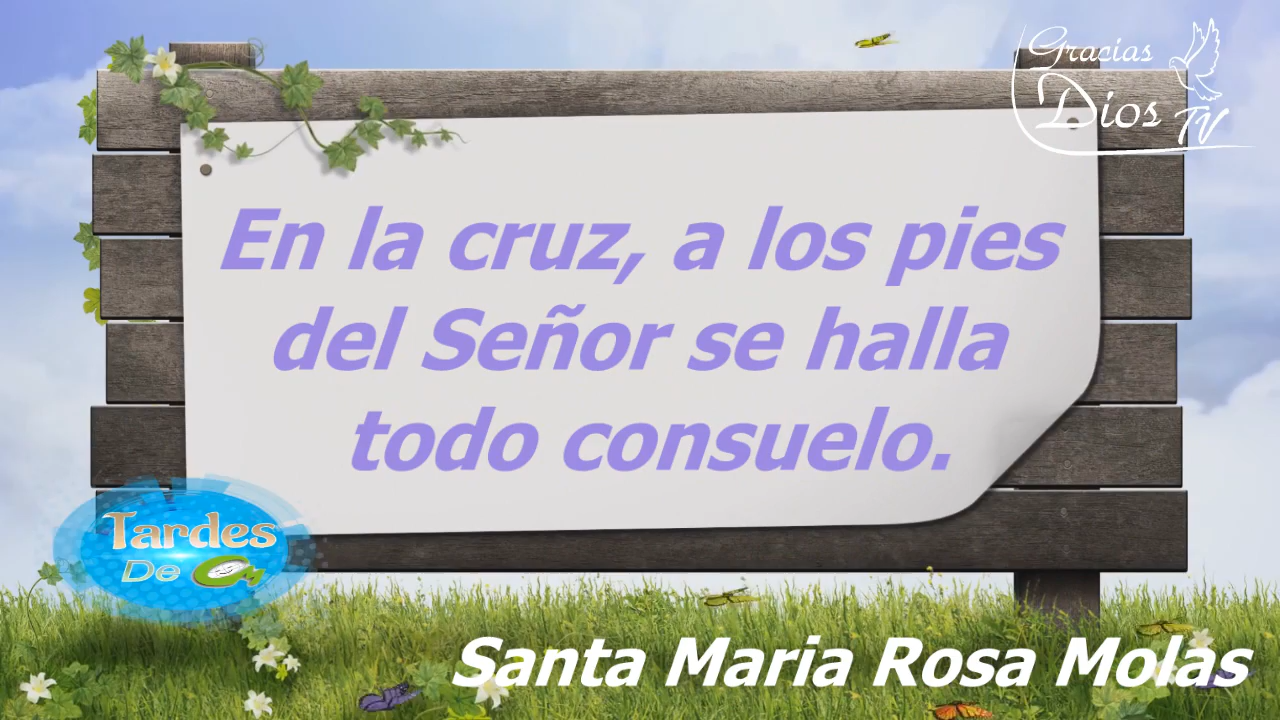 Gracias
Dios TV
En la cruz, a los pies
del Señor se halla
todo consuelo.
Tardes
De
Santa Maria Rosa Molas